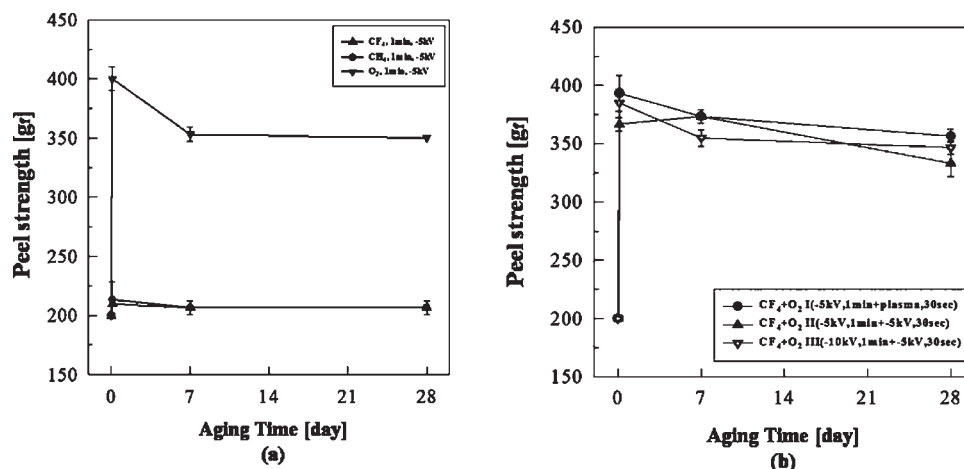 CF₄, 1min, -5kV
CH₄, 1min, -5kV
O₂, 1min, -5kV
Peel strength [gf]
400
350
300
250
200
150
0 7 14 21 28
Aging Time [day]
(a)
CF₄+O₂ I(-5kV,1min+plasma,30sec)
CF₄+O₂ II(-5kV,1min+-5kV,30sec)
CF₄+O₂ III(-10kV,1min+-5kV,30sec)
Peel strength [gf]
400
350
300
250
200
150
0 7 14 21 28
Aging Time [day]
(b)